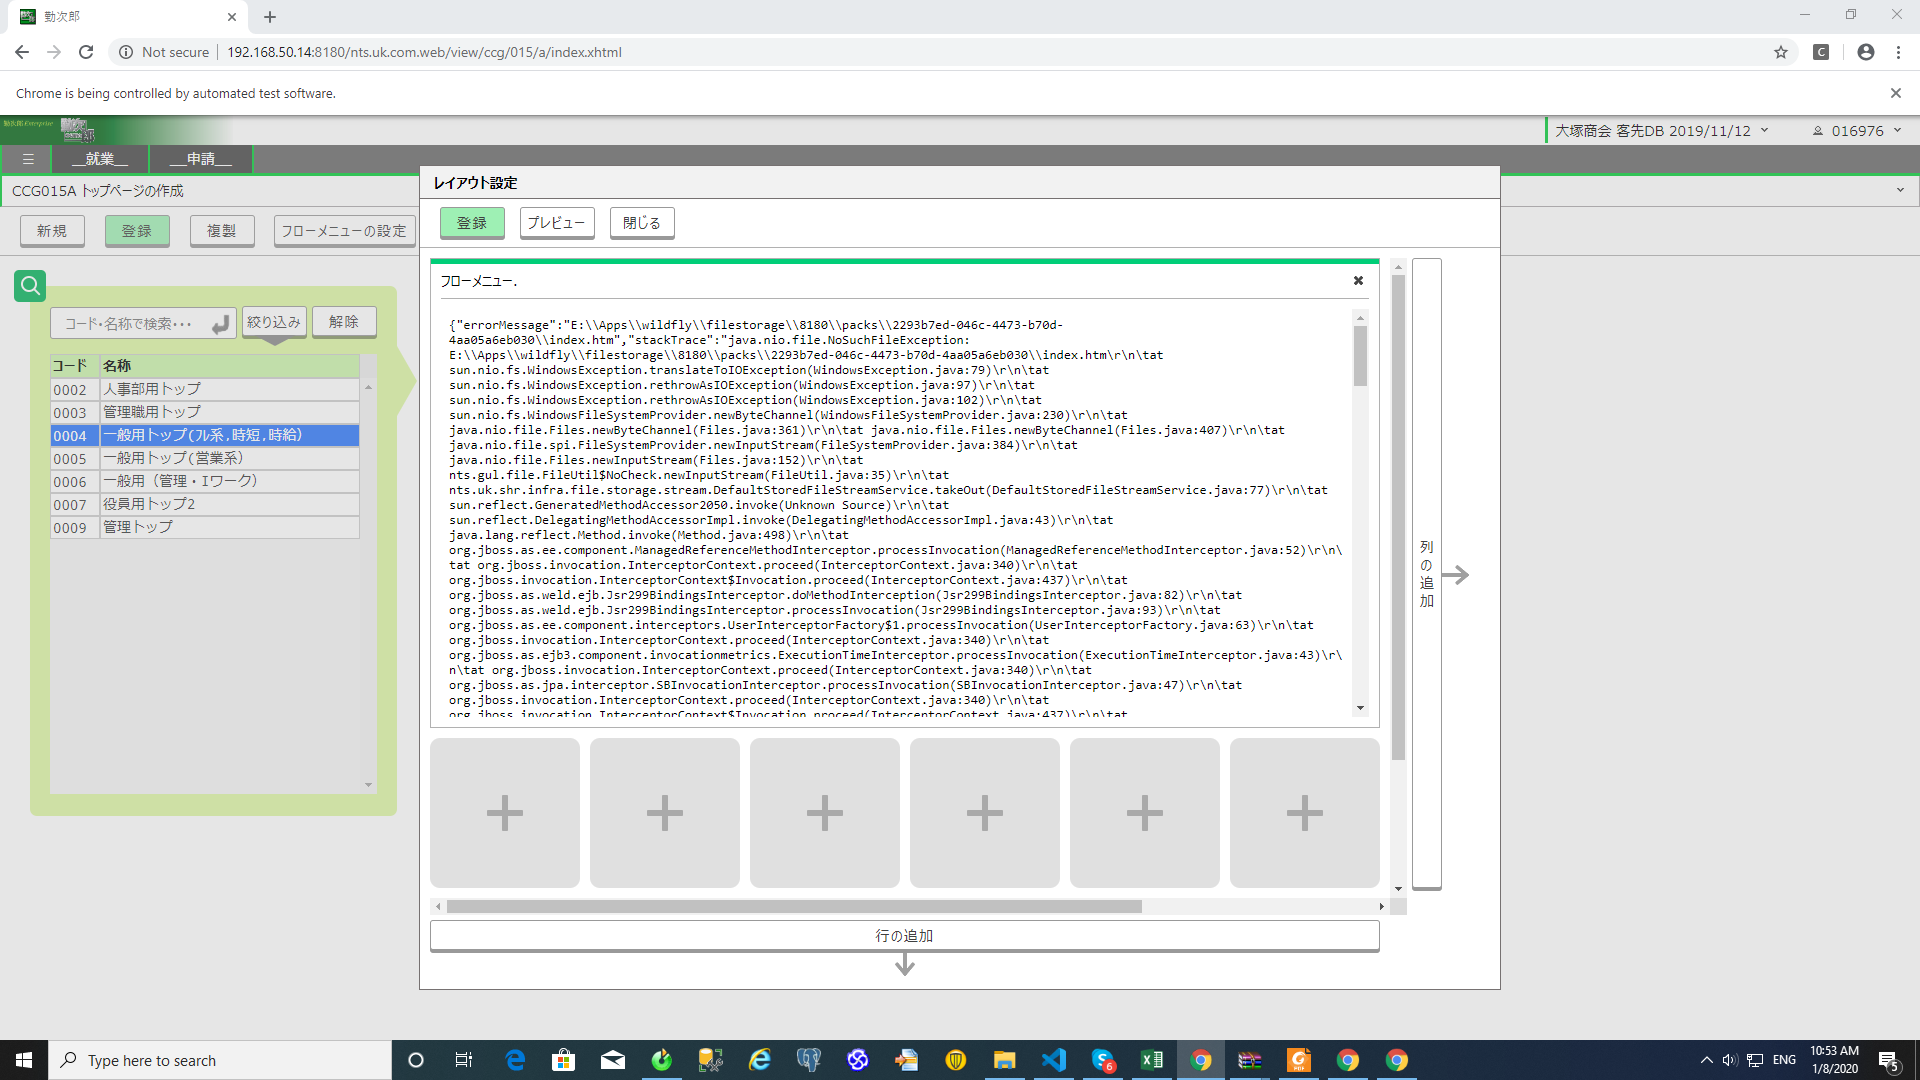 勤次郎
Not secure
192.168.50.14:8180/nts.uk.com.web/view/ccg/015/a/index.xhtml
C
Chrome is being controlled by automated test software.
勤次郎 Enterprise
大塚商会 客先DB 2019/11/12
016976
__就業__
__申請__
CCG015A トップページの作成
新規
登録
複製
フローメニューの設定
コード・名称で検索･･･
絞り込み
解除
コード 名称
0002 人事部用トップ
0003 管理職用トップ
0004 一般用トップ(フレ系,時短,時給)
0005 一般用トップ(営業系)
0006 一般用（管理・Iワーク）
0007 役員用トップ2
0009 管理トップ
レイアウト設定
登録
プレビュー
閉じる
フローメニュー.
{"errorMessage":"E:\\Apps\\wildfly\\filestorage\\8180\\packs\\2293b7ed-046c-4473-b70d-
4aa05a6eb030\\index.htm","stackTrace":"java.nio.file.NoSuchFileException:
E:\\Apps\\wildfly\\filestorage\\8180\\packs\\2293b7ed-046c-4473-b70d-4aa05a6eb030\\index.htm\r\n\tat
sun.nio.fs.WindowsException.translateToIOException(WindowsException.java:79)\r\n\tat
sun.nio.fs.WindowsException.rethrowAsIOException(WindowsException.java:97)\r\n\tat
sun.nio.fs.WindowsException.rethrowAsIOException(WindowsException.java:102)\r\n\tat
sun.nio.fs.WindowsFileSystemProvider.newByteChannel(WindowsFileSystemProvider.java:230)\r\n\tat
java.nio.file.Files.newByteChannel(Files.java:361)\r\n\tat java.nio.file.Files.newByteChannel(Files.java:407)\r\n\tat
java.nio.file.spi.FileSystemProvider.newInputStream(FileSystemProvider.java:384)\r\n\tat
java.nio.file.Files.newInputStream(Files.java:152)\r\n\tat
nts.gul.file.FileUtil$NoCheck.newInputStream(FileUtil.java:35)\r\n\tat
nts.uk.shr.infra.file.storage.stream.DefaultStoredFileStreamService.takeOut(DefaultStoredFileStreamService.java:77)\r\n\tat
sun.reflect.GeneratedMethodAccessor2050.invoke(Unknown Source)\r\n\tat
sun.reflect.DelegatingMethodAccessorImpl.invoke(DelegatingMethodAccessorImpl.java:43)\r\n\tat
java.lang.reflect.Method.invoke(Method.java:498)\r\n\tat
org.jboss.as.ee.component.ManagedReferenceMethodInterceptor.processInvocation(ManagedReferenceMethodInterceptor.java:52)\r\n\
tat org.jboss.invocation.InterceptorContext.proceed(InterceptorContext.java:340)\r\n\tat
org.jboss.invocation.InterceptorContext$Invocation.proceed(InterceptorContext.java:437)\r\n\tat
org.jboss.as.weld.ejb.Jsr299BindingsInterceptor.doMethodInterception(Jsr299BindingsInterceptor.java:82)\r\n\tat
org.jboss.as.weld.ejb.Jsr299BindingsInterceptor.processInvocation(Jsr299BindingsInterceptor.java:93)\r\n\tat
org.jboss.as.ee.component.interceptors.UserInterceptorFactory$1.processInvocation(UserInterceptorFactory.java:63)\r\n\tat
org.jboss.invocation.InterceptorContext.proceed(InterceptorContext.java:340)\r\n\tat
org.jboss.as.ejb3.component.invocationmetrics.ExecutionTimeInterceptor.processInvocation(ExecutionTimeInterceptor.java:43)\r\
n\tat org.jboss.invocation.InterceptorContext.proceed(InterceptorContext.java:340)\r\n\tat
org.jboss.as.jpa.interceptor.SBInvocationInterceptor.processInvocation(SBInvocationInterceptor.java:47)\r\n\tat
org.jboss.invocation.InterceptorContext.proceed(InterceptorContext.java:340)\r\n\tat
org.jboss.invocation.InterceptorContext$Invocation.proceed(InterceptorContext.java:437)\r\n\tat
列の追加
行の追加
Type here to search
6
ENG
10:53 AM
1/8/2020
5